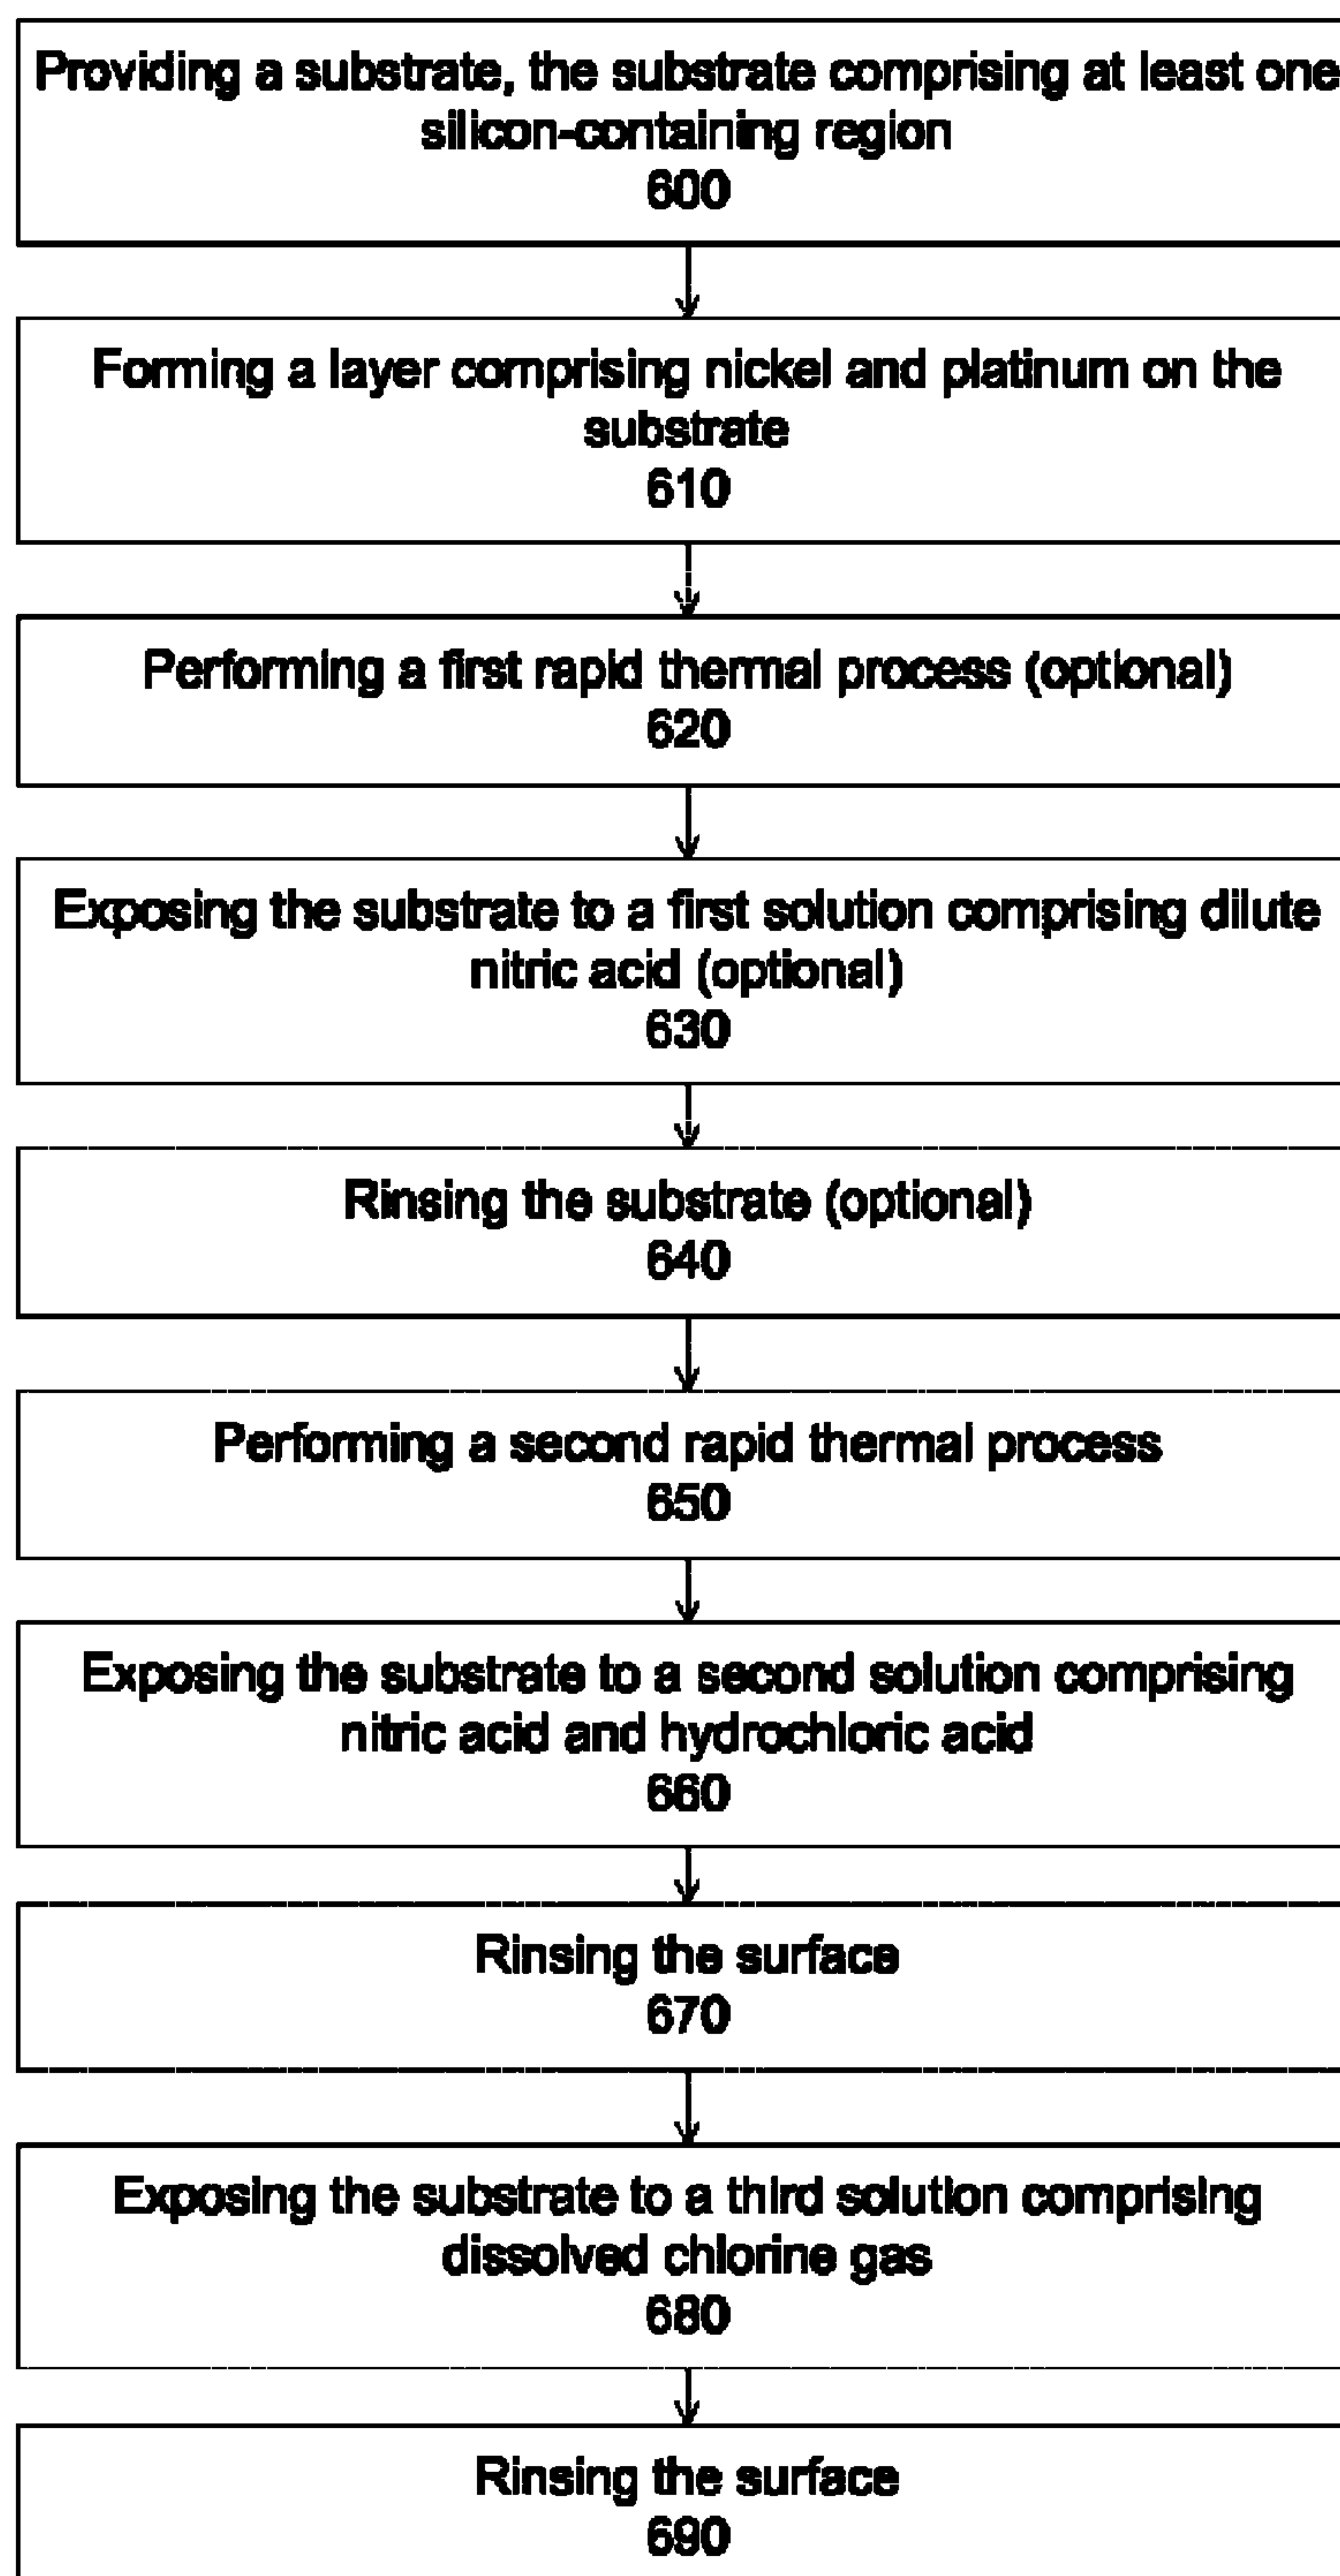 Providing a substrate, the substrate comprising at least one
silicon-containing region
600
Forming a layer comprising nickel and platinum on the
substrate
610
Performing a first rapid thermal process (optional)
620
Exposing the substrate to a first solution comprising dilute
nitric acid (optional)
630
Rinsing the substrate (optional)
640
Performing a second rapid thermal process
650
Exposing the substrate to a second solution comprising
nitric acid and hydrochloric acid
660
Rinsing the surface
670
Exposing the substrate to a third solution comprising
dissolved chlorine gas
680
Rinsing the surface
690